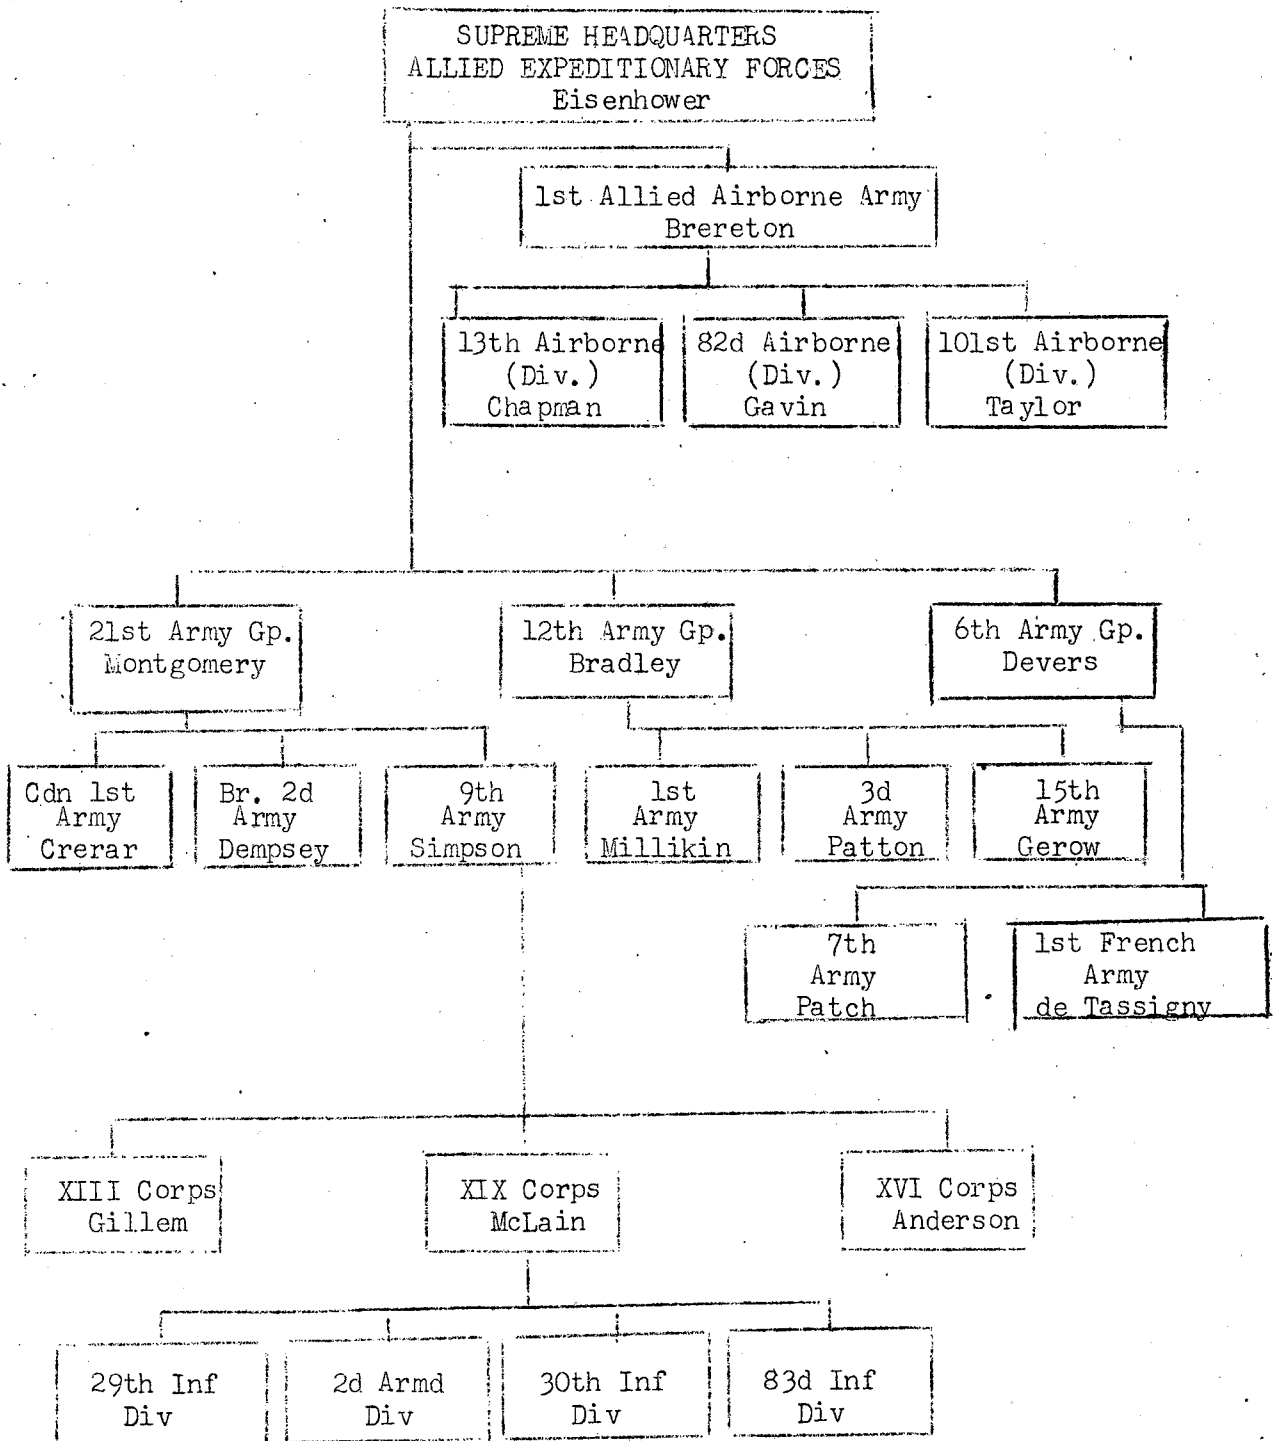 SUPREME HEADQUARTERS
ALLIED EXPEDITIONARY FORCES
Eisenhower
1st Allied Airborne Army
Brereton
13th Airborne
(Div.)
Chapman
82d Airborne
(Div.)
Gavin
101st Airborne
(Div.)
Taylor
21st Army Gp.
Montgomery
12th Army Gp.
Bradley
6th Army Gp.
Devers
Cdn 1st
Army
Crerar
Br. 2d
Army
Dempsey
9th
Army
Simpson
1st
Army
Millikin
3d
Army
Patton
15th
Army
Gerow
7th
Army
Patch
1st French
Army
de Tassigny
XIII Corps
Gillem
XIX Corps
McLain
XVI Corps
Anderson
29th Inf
Div
2d Armd
Div
30th Inf
Div
83d Inf
Div